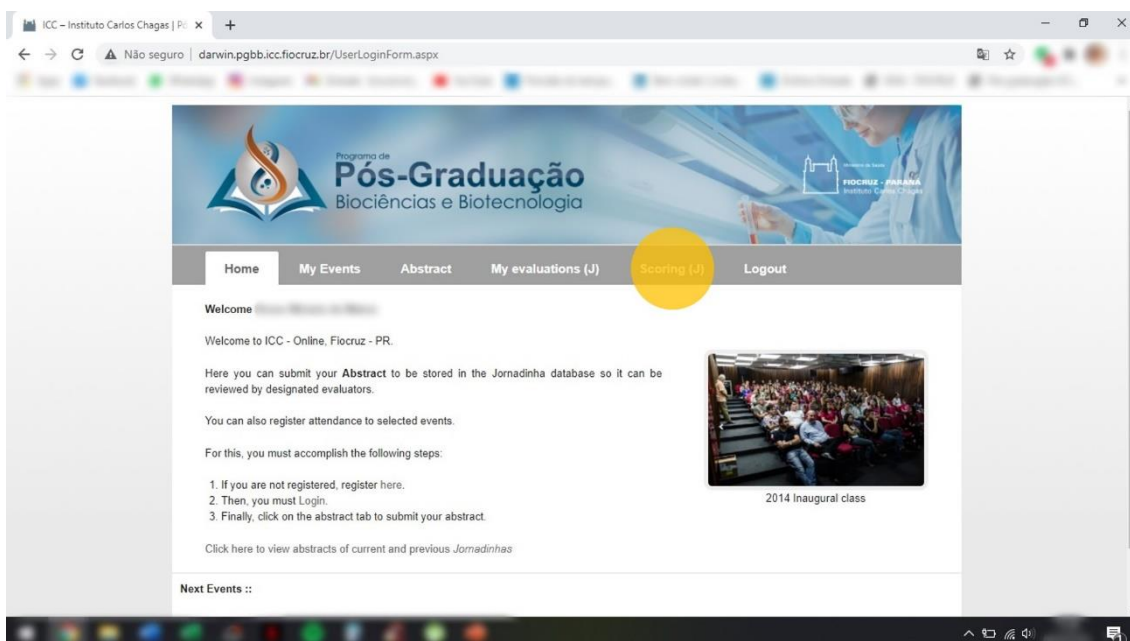 ICC – Instituto Carlos Chagas | Pó
Não seguro | darwin.pgbb.icc.fiocruz.br/UserLoginForm.aspx
Programa de
Pós-Graduação
Biociências e Biotecnologia
Ministério da Saúde
FIOCRUZ - PARANÁ
Instituto Carlos Chagas
Home My Events Abstract My evaluations (J) Scoring (J) Logout
Welcome
Welcome to ICC - Online, Fiocruz - PR.
Here you can submit your Abstract to be stored in the Jornadinha database so it can be
reviewed by designated evaluators.
You can also register attendance to selected events.
For this, you must accomplish the following steps:
1. If you are not registered, register here.
2. Then, you must Login.
3. Finally, click on the abstract tab to submit your abstract.
2014 Inaugural class
Click here to view abstracts of current and previous Jornadinhas
Next Events ::